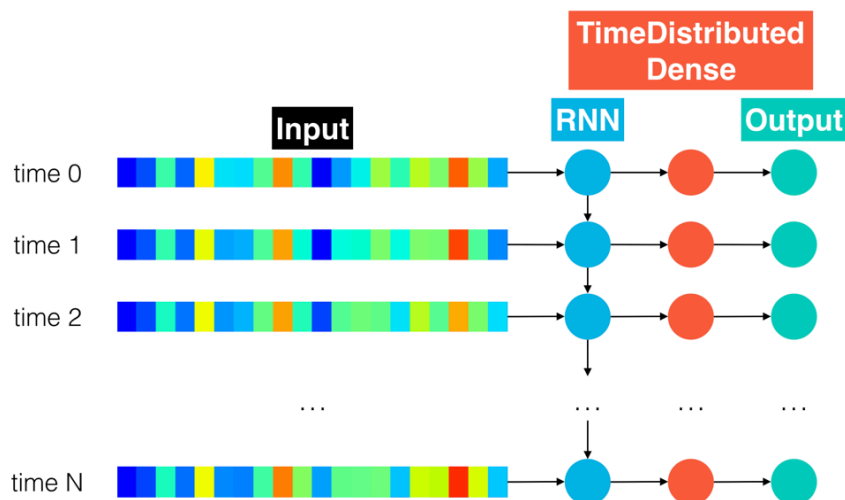 TimeDistributed
Dense
Input
RNN
Output
time 0
time 1
time 2
... ... ... ...
time N